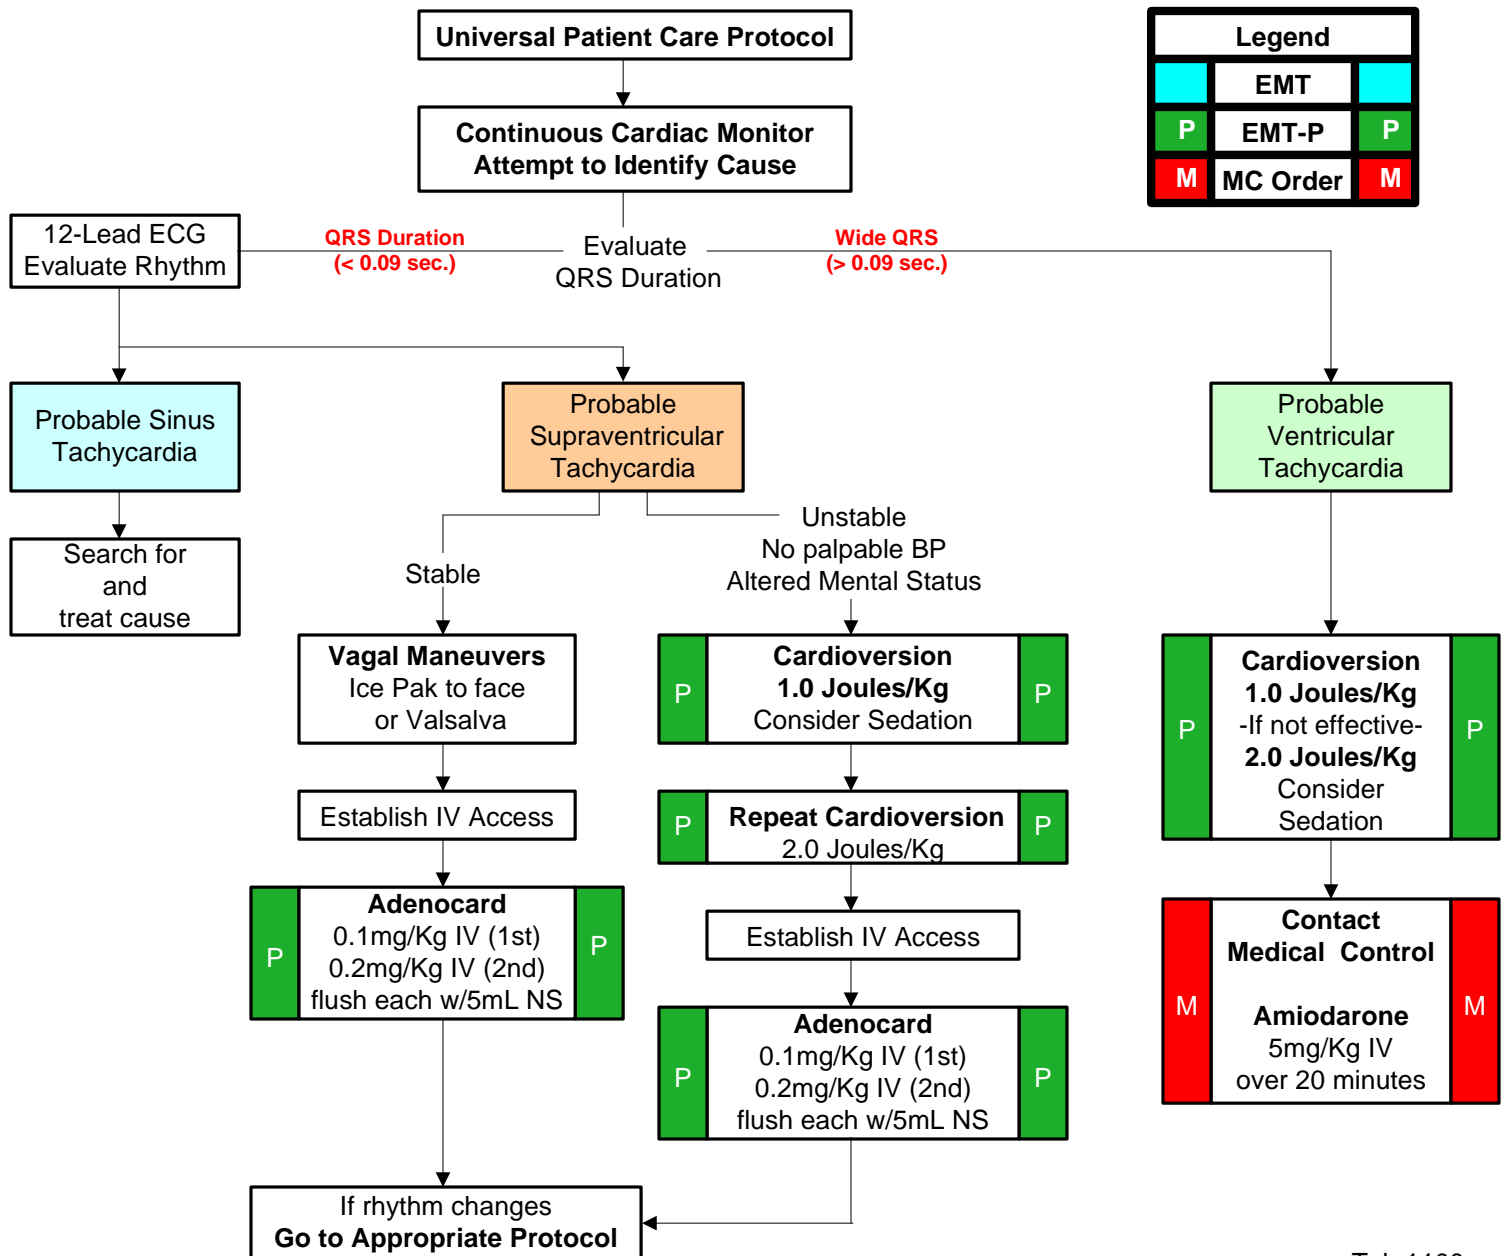 Universal Patient Care Protocol
Legend
EMT
P EMT-P P
M MC Order M
Continuous Cardiac Monitor
Attempt to Identify Cause
12-Lead ECG
Evaluate Rhythm
QRS Duration
(< 0.09 sec.)
Evaluate
QRS Duration
Wide QRS
(> 0.09 sec.)
Probable Sinus
Tachycardia
Probable
Supraventricular
Tachycardia
Probable
Ventricular
Tachycardia
Search for
and
treat cause
Stable
Unstable
No palpable BP
Altered Mental Status
Vagal Maneuvers
Ice Pak to face
or Valsalva
P
Cardioversion
1.0 Joules/Kg
Consider Sedation
P
P
Cardioversion
1.0 Joules/Kg
-If not effective-
2.0 Joules/Kg
Consider
Sedation
P
Establish IV Access
P
Repeat Cardioversion
2.0 Joules/Kg
P
P
Adenocard
0.1mg/Kg IV (1st)
0.2mg/Kg IV (2nd)
flush each w/5mL NS
P
Establish IV Access
M
Contact
Medical Control
Amiodarone
5mg/Kg IV
over 20 minutes
M
P
Adenocard
0.1mg/Kg IV (1st)
0.2mg/Kg IV (2nd)
flush each w/5mL NS
P
If rhythm changes
Go to Appropriate Protocol